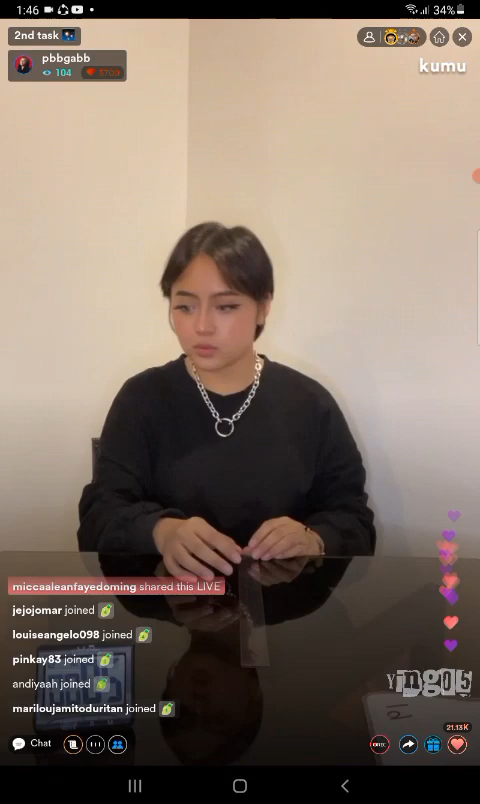 1:46
34%
2nd task
pbbgabb
104
kumu
miccaaleanfayedoming shared this LIVE
jejojomar joined
louiseangelo098 joined
pinkay83 joined
andiyaah joined
mariloujamitoduritan joined
Yingo5
21.13K
Chat